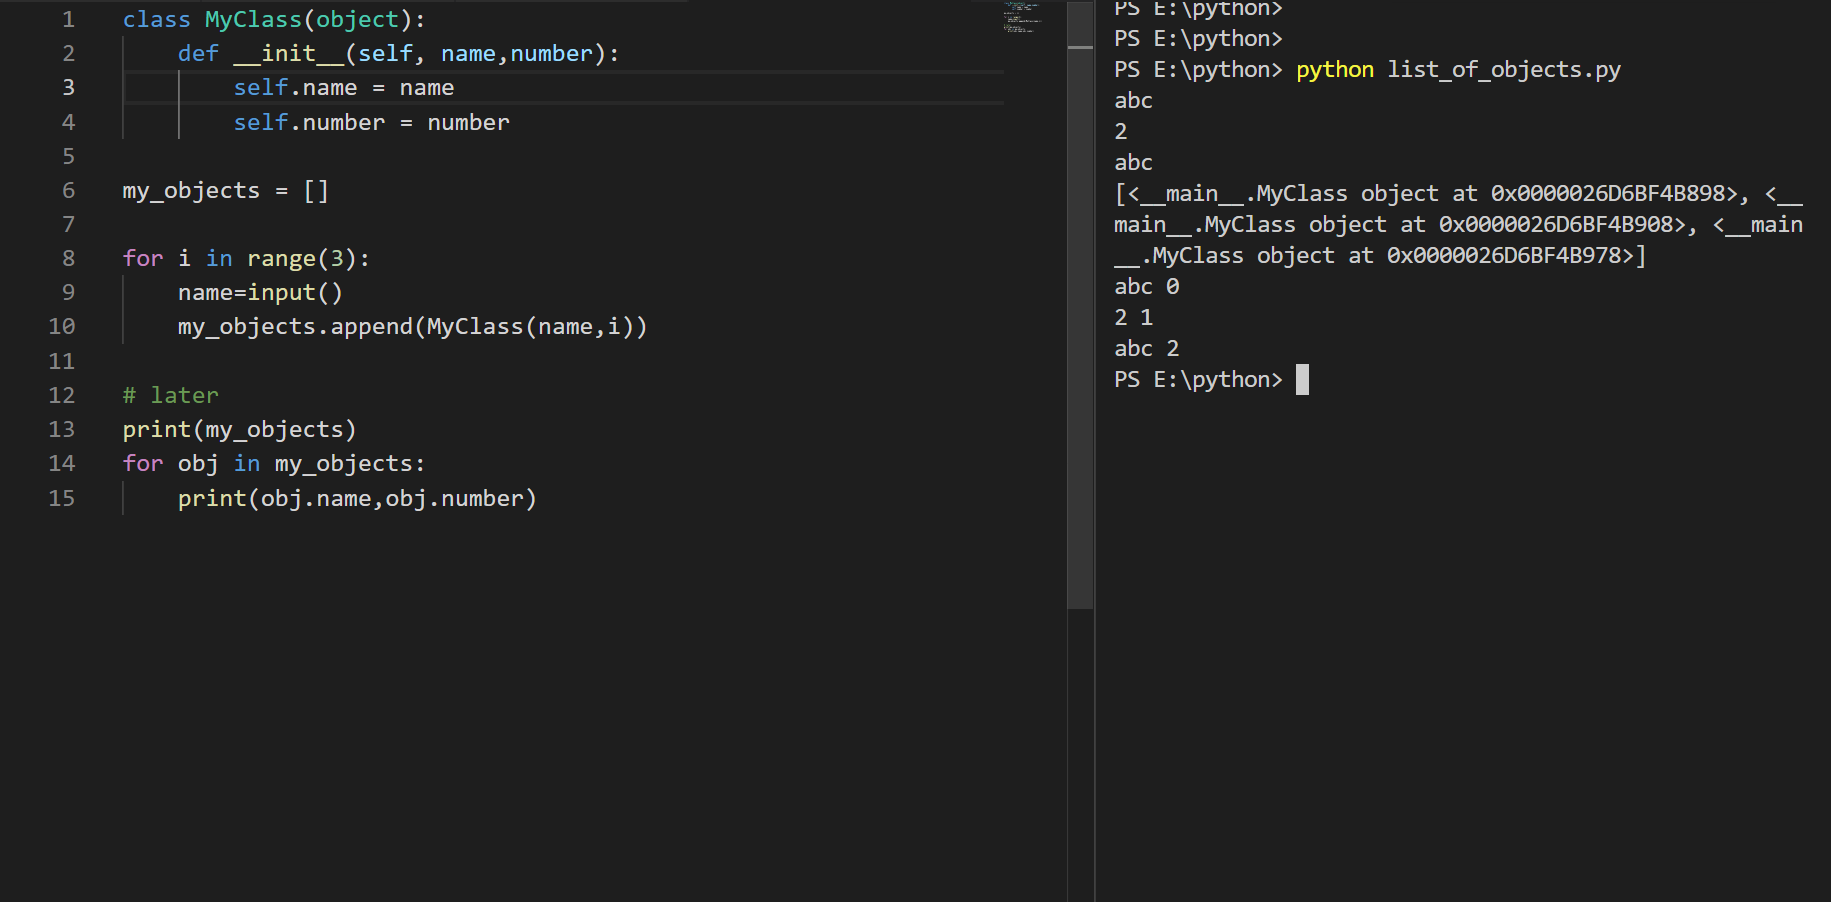 1 class MyClass(object):
2     def __init__(self, name,number):
3         self.name = name
4         self.number = number
5
6 my_objects = []
7
8 for i in range(3):
9     name=input()
10     my_objects.append(MyClass(name,i))
11
12 # later
13 print(my_objects)
14 for obj in my_objects:
15     print(obj.name,obj.number)
PS E:\python>
PS E:\python>
PS E:\python> python list_of_objects.py
abc
2
abc
[<__main__.MyClass object at 0x0000026D6BF4B898>, <__
main__.MyClass object at 0x0000026D6BF4B908>, <__main
__.MyClass object at 0x0000026D6BF4B978>]
abc 0
2 1
abc 2
PS E:\python>